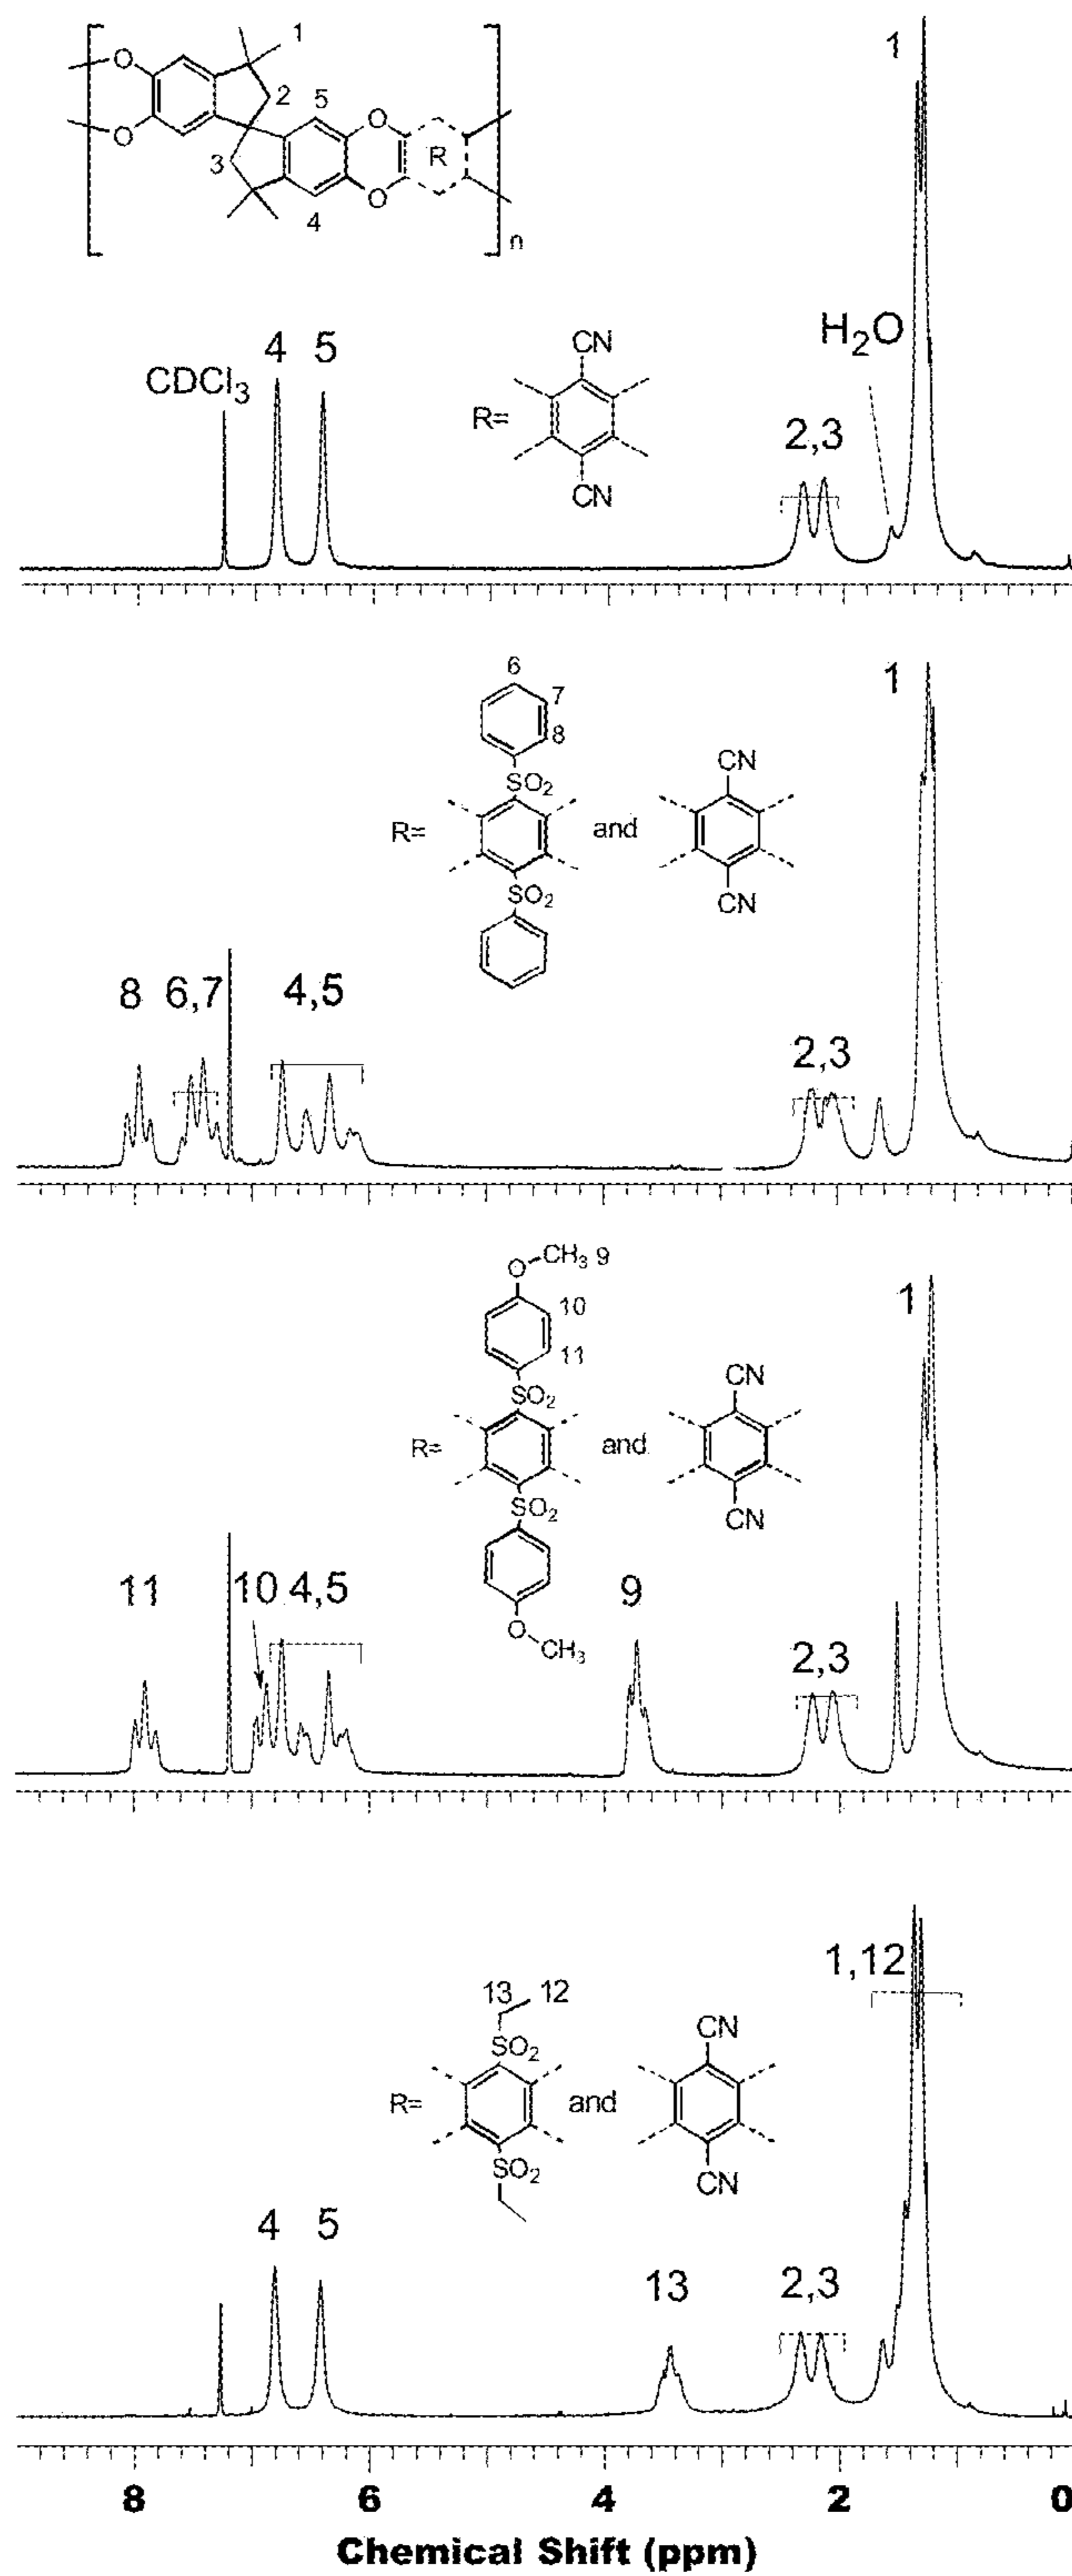 1
O
2
5
O
R
3
O
O
4
n
1
H2O
4 5
CDCl3
CN
R=
CN
2,3
6
7
8
SO2
R=
and
CN
SO2
CN
1
8 6,7 4,5
2,3
O CH3 9
10
11
SO2
R=
and
CN
SO2
CN
O
CH3
1
11 10 4,5 9
2,3
13 12
SO2
R=
and
CN
SO2
CN
1,12
4 5
13
2,3
8 6 4 2 0
Chemical Shift (ppm)